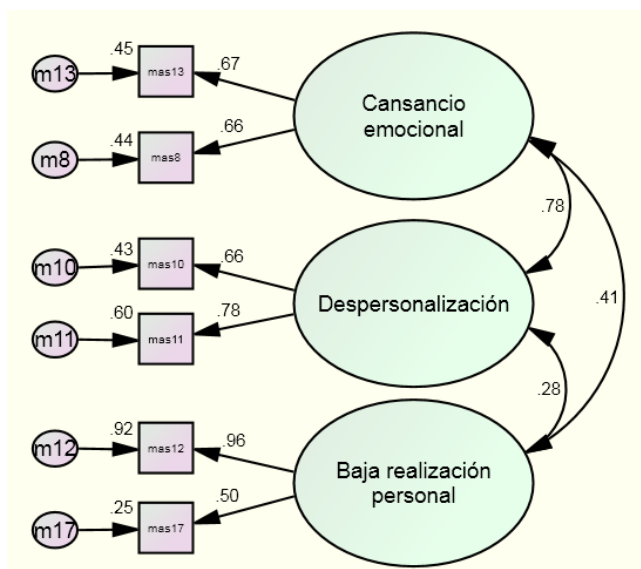 .45
m13
mas13
.67
Cansancio
emocional
.44
m8
mas8
.66
.78
.43
m10
mas10
.66
Despersonalización
.60
m11
mas11
.78
.41
.28
.92
m12
mas12
.96
Baja realización
personal
.25
m17
mas17
.50